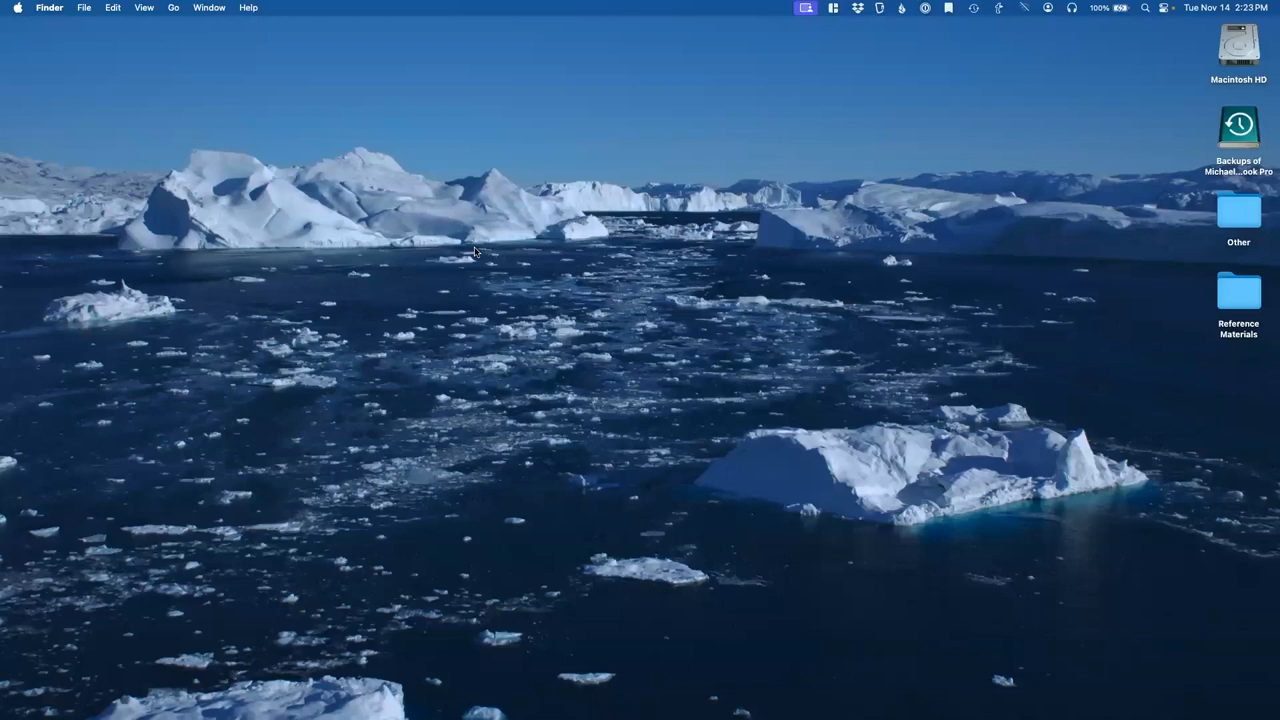 Finder File Edit View Go Window Help 100% Tue Nov 14 2:23 PM
Macintosh HD
Backups of
Michael...ook Pro
Other
Reference
Materials